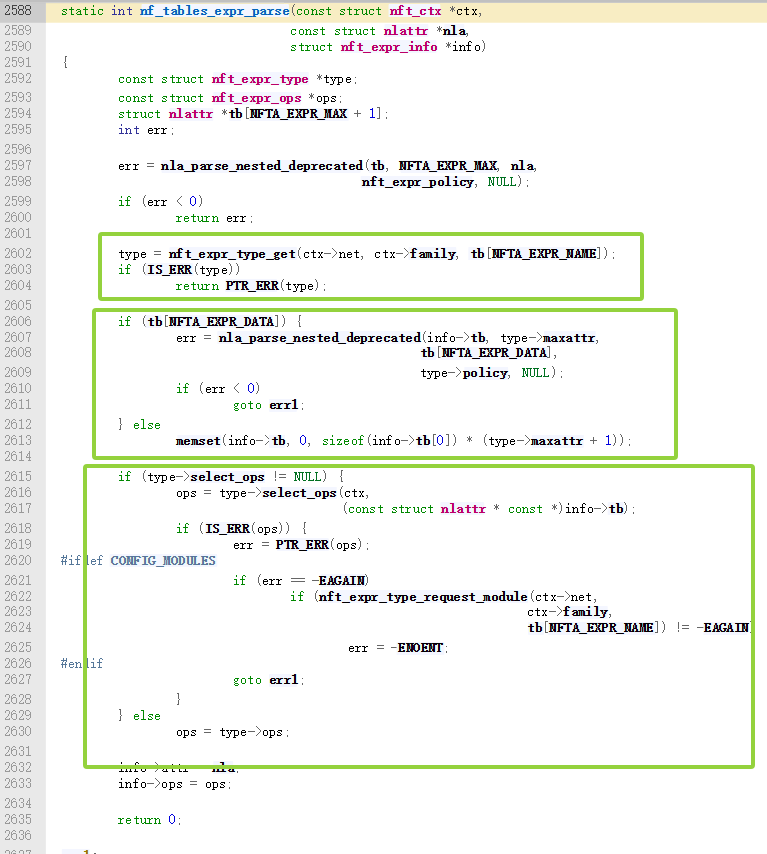 2588 static int nf_tables_expr_parse(const struct nft_ctx *ctx,
2589 const struct nlattr *nla,
2590 struct nft_expr_info *info)
2591 {
2592 const struct nft_expr_type *type;
2593 const struct nft_expr_ops *ops;
2594 struct nlattr *tb[NFTA_EXPR_MAX + 1];
2595 int err;
2596
2597 err = nla_parse_nested_deprecated(tb, NFTA_EXPR_MAX, nla,
2598 nft_expr_policy, NULL);
2599 if (err < 0)
2600 return err;
2601
2602 type = nft_expr_type_get(ctx->net, ctx->family, tb[NFTA_EXPR_NAME]);
2603 if (IS_ERR(type))
2604 return PTR_ERR(type);
2605
2606 if (tb[NFTA_EXPR_DATA]) {
2607 err = nla_parse_nested_deprecated(info->tb, type->maxattr,
2608 tb[NFTA_EXPR_DATA],
2609 type->policy, NULL);
2610 if (err < 0)
2611 goto err1;
2612 } else
2613 memset(info->tb, 0, sizeof(info->tb[0]) * (type->maxattr + 1));
2614
2615 if (type->select_ops != NULL) {
2616 ops = type->select_ops(ctx,
2617 (const struct nlattr * const *)info->tb);
2618 if (IS_ERR(ops)) {
2619 err = PTR_ERR(ops);
2620 #ifdef CONFIG_MODULES
2621 if (err == -EAGAIN)
2622 if (nft_expr_type_request_module(ctx->net,
2623 ctx->family,
2624 tb[NFTA_EXPR_NAME]) != -EAGAIN
2625 err = -ENOENT;
2626 #endif
2627 goto err1;
2628 }
2629 } else
2630 ops = type->ops;
2631
2632 info->attr = nla;
2633 info->ops = ops;
2634
2635 return 0;
2636